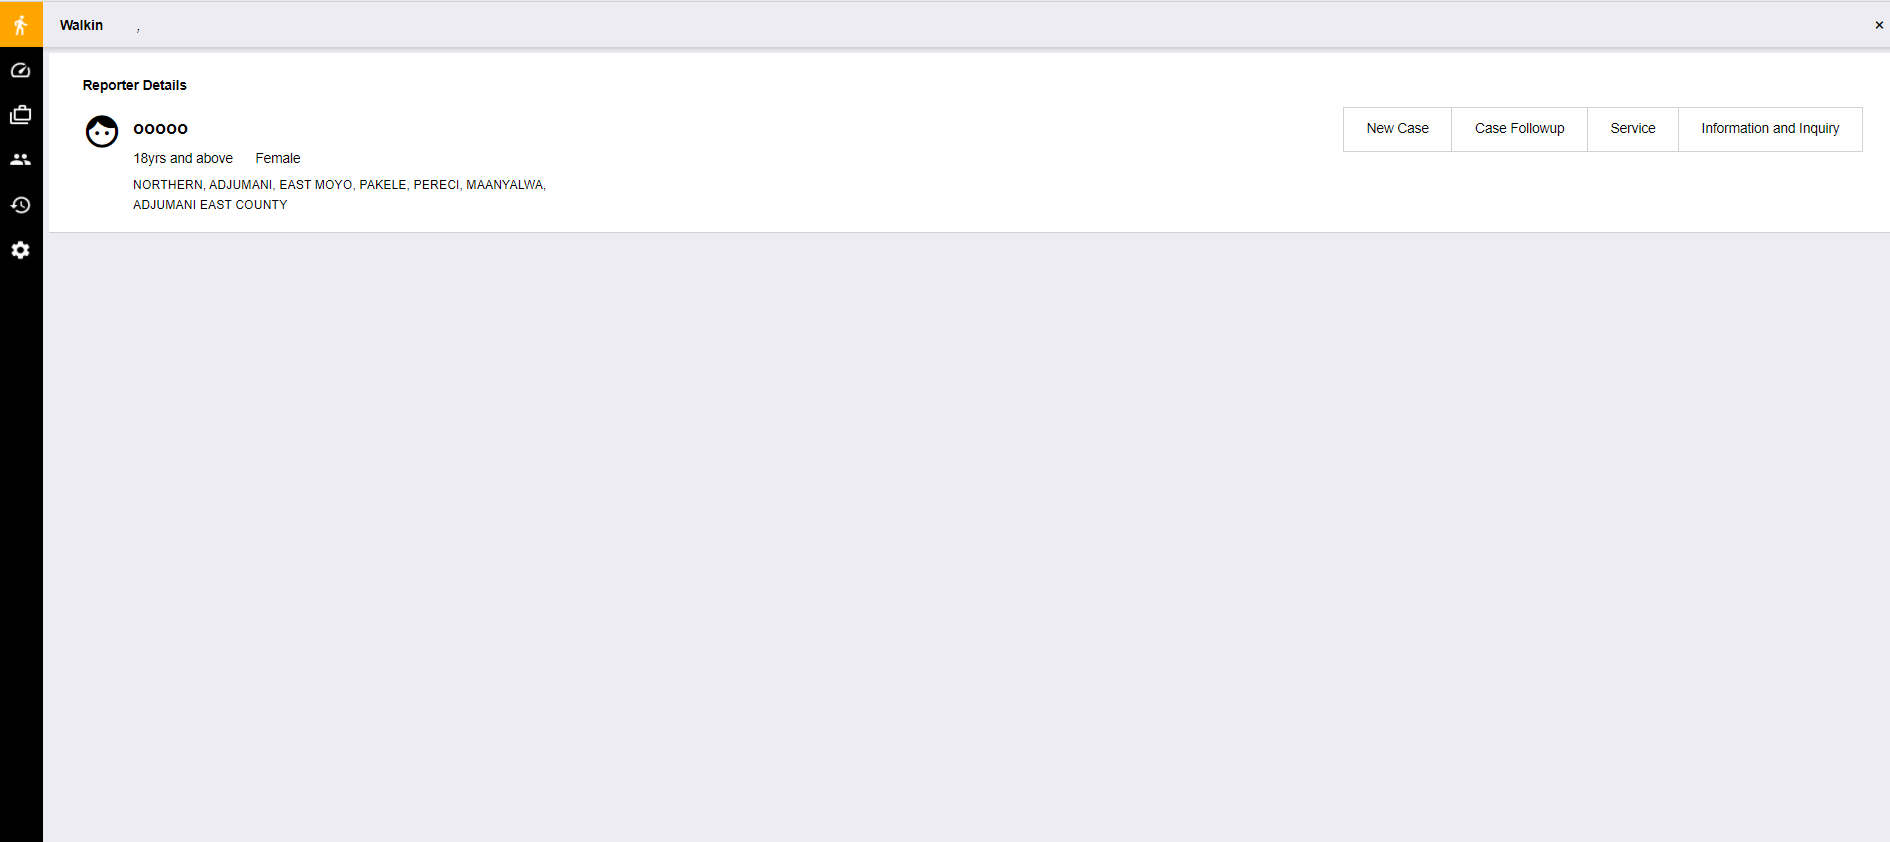 Walkin ,
×
Reporter Details
ooooo
New Case Case Followup Service Information and Inquiry
18yrs and above Female
NORTHERN, ADJUMANI, EAST MOYO, PAKELE, PERECI, MAANYALWA,
ADJUMANI EAST COUNTY